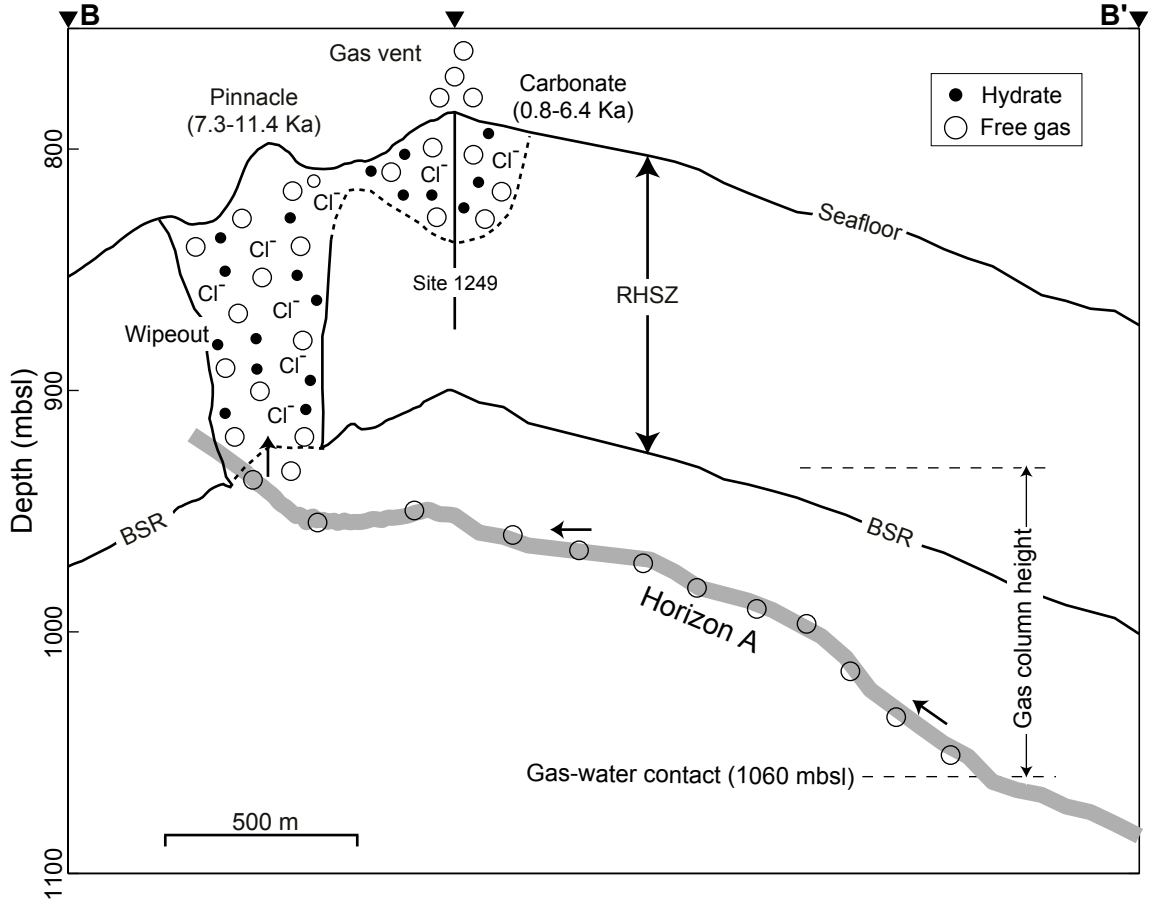 B
B'
Gas vent
Carbonate
(0.8-6.4 Ka)
Pinnacle
(7.3-11.4 Ka)
Hydrate
Free gas
800
Cl⁻
Cl⁻
Cl⁻
Seafloor
Cl⁻
Site 1249
Cl⁻
RHSZ
Cl⁻
Wipeout
Cl⁻
900
Cl⁻
Depth (mbsl)
BSR
BSR
Gas column height
Horizon A
1000
Gas-water contact (1060 mbsl)
500 m
1100